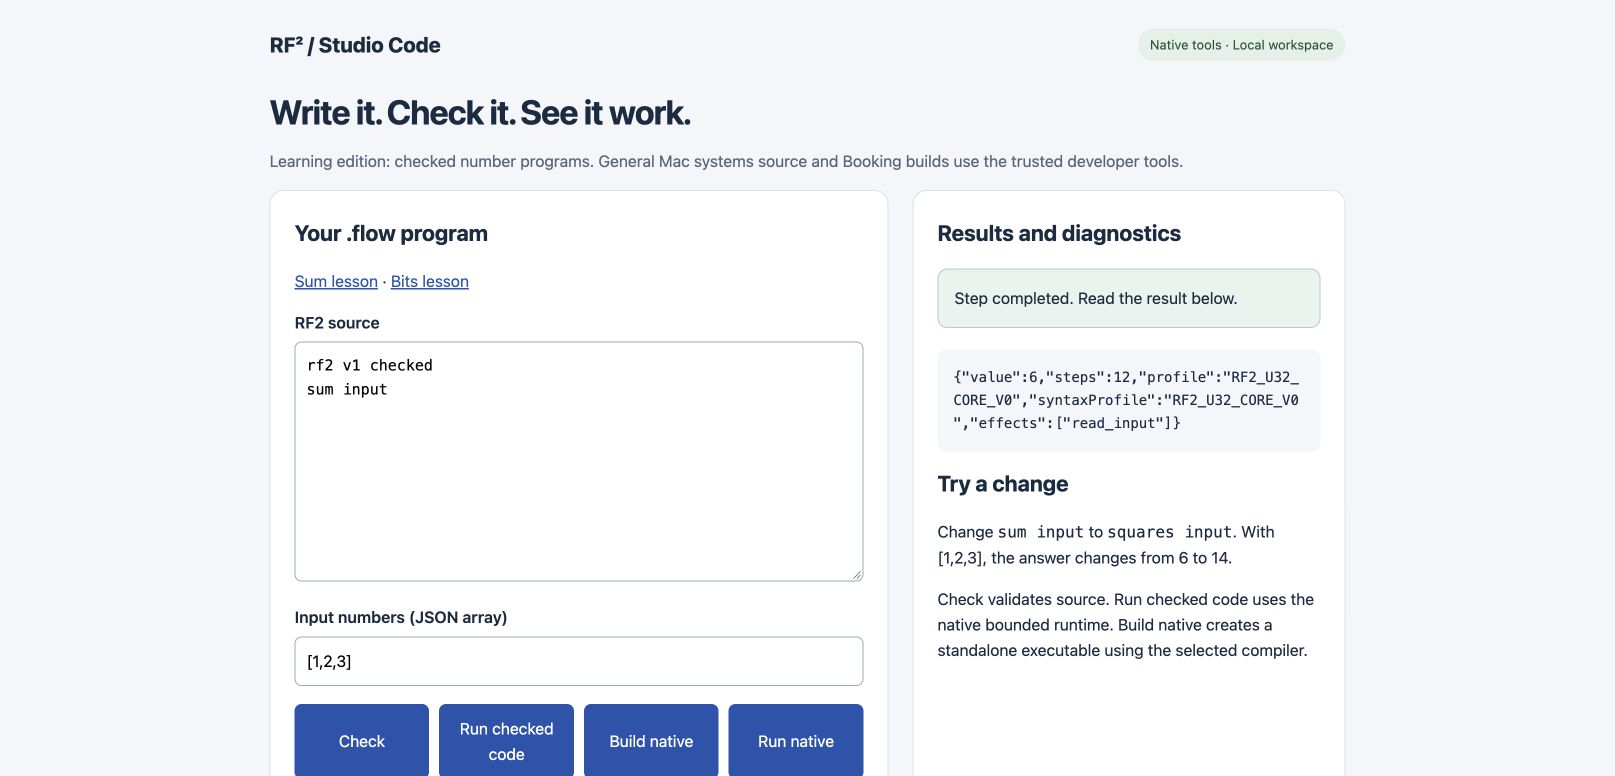 RF² / Studio Code
Native tools · Local workspace
Write it. Check it. See it work.
Learning edition: checked number programs. General Mac systems source and Booking builds use the trusted developer tools.
Your .flow program
Sum lesson · Bits lesson
RF2 source
rf2 v1 checked
sum input
Input numbers (JSON array)
[1,2,3]
Check
Run checked
code
Build native
Run native
Results and diagnostics
Step completed. Read the result below.
{"value":6,"steps":12,"profile":"RF2_U32_
CORE_V0","syntaxProfile":"RF2_U32_CORE_V0
","effects":["read_input"]}
Try a change
Change sum input to squares input. With
[1,2,3], the answer changes from 6 to 14.
Check validates source. Run checked code uses the
native bounded runtime. Build native creates a
standalone executable using the selected compiler.